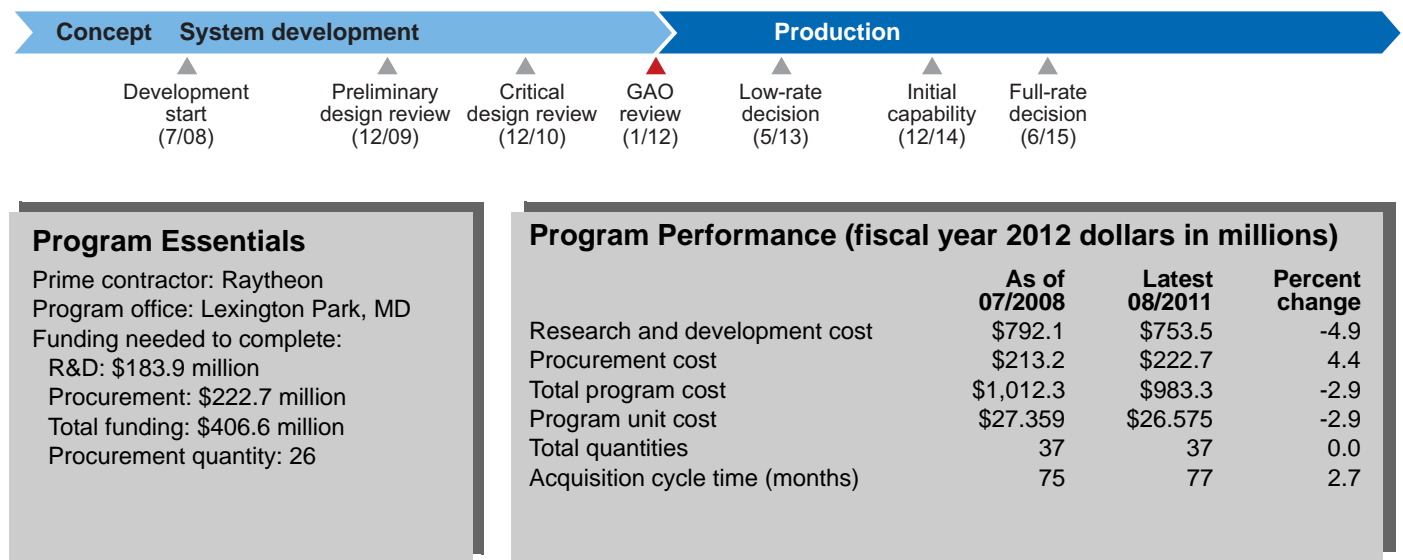 Concept System development Production
Development start (7/08)
Preliminary design review (12/09)
Critical design review (12/10)
GAO review (1/12)
Low-rate decision (5/13)
Initial capability (12/14)
Full-rate decision (6/15)
Program Essentials
Prime contractor: Raytheon
Program office: Lexington Park, MD
Funding needed to complete:
R&D: $183.9 million
Procurement: $222.7 million
Total funding: $406.6 million
Procurement quantity: 26
Program Performance (fiscal year 2012 dollars in millions)
As of 07/2008 Latest 08/2011 Percent change
Research and development cost $792.1 $753.5 -4.9
Procurement cost $213.2 $222.7 4.4
Total program cost $1,012.3 $983.3 -2.9
Program unit cost $27.359 $26.575 -2.9
Total quantities 37 37 0.0
Acquisition cycle time (months) 75 77 2.7